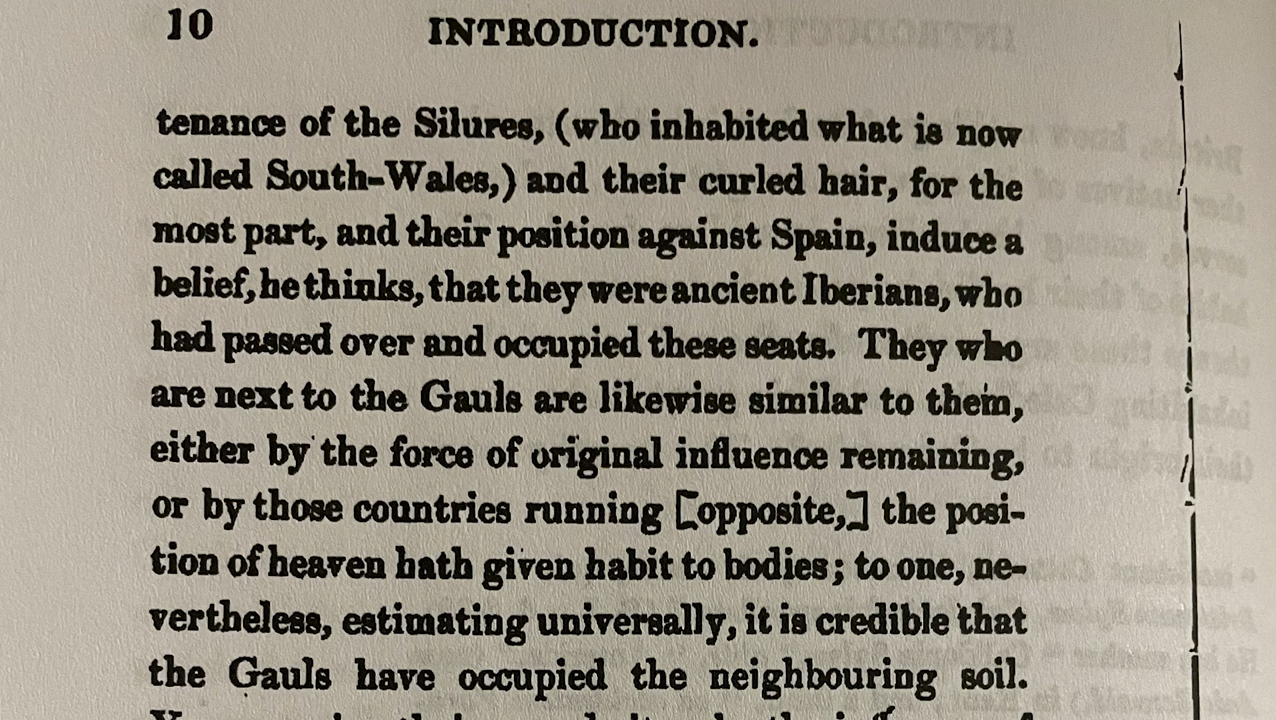 10 INTRODUCTION.
tenance of the Silures, (who inhabited what is now
called South-Wales,) and their curled hair, for the
most part, and their position against Spain, induce a
belief, he thinks, that they were ancient Iberians, who
had passed over and occupied these seats. They who
are next to the Gauls are likewise similar to them,
either by the force of original influence remaining,
or by those countries running [opposite,] the posi-
tion of heaven hath given habit to bodies; to one, ne-
vertheless, estimating universally, it is credible that
the Gauls have occupied the neighbouring soil.